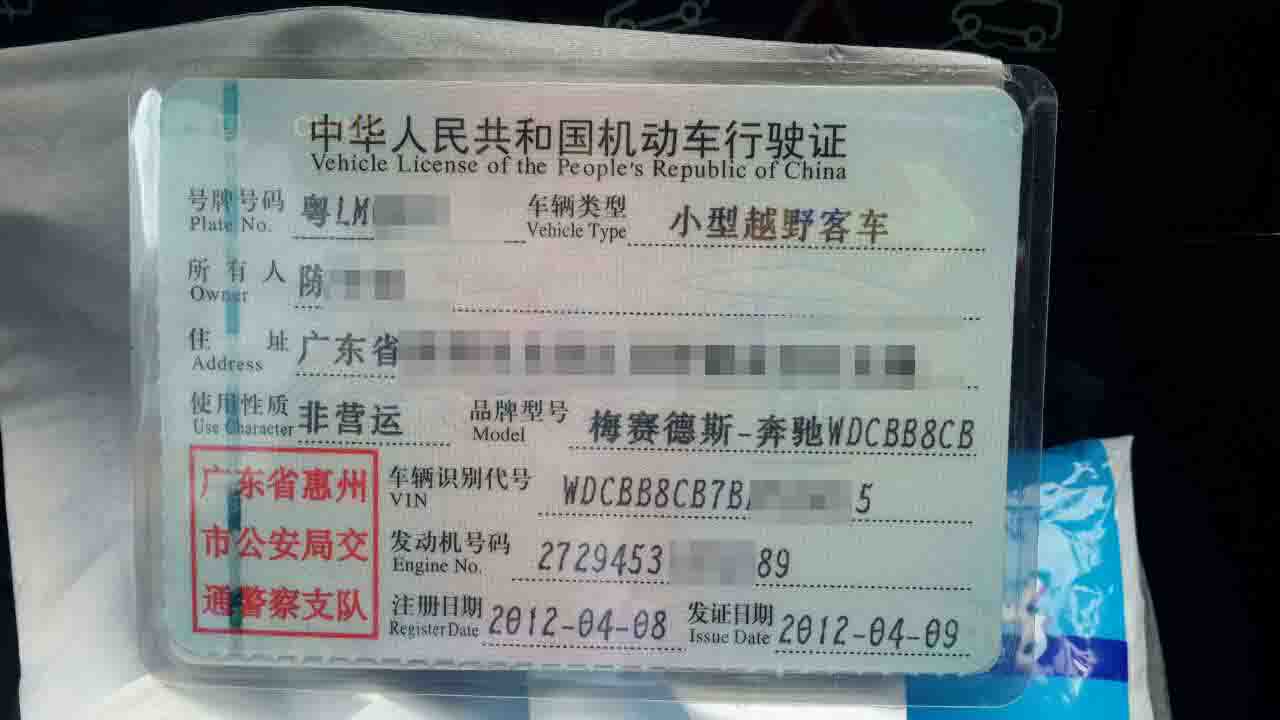 中华人民共和国机动车行驶证
Vehicle License of the People's Republic of China
号牌号码 粤LM 车辆类型 小型越野客车
Plate No. Vehicle Type
所有人 防
Owner
住址 广东省
Address
使用性质 非营运 品牌型号 梅赛德斯-奔驰WDCBB8CB
Use Character Model
广东省惠州
市公安局交
通警察支队
车辆识别代号 WDCBB8CB7B 5
VIN
发动机号码 2729453 89
Engine No.
注册日期 2012-04-08 发证日期 2012-04-09
Register Date Issue Date